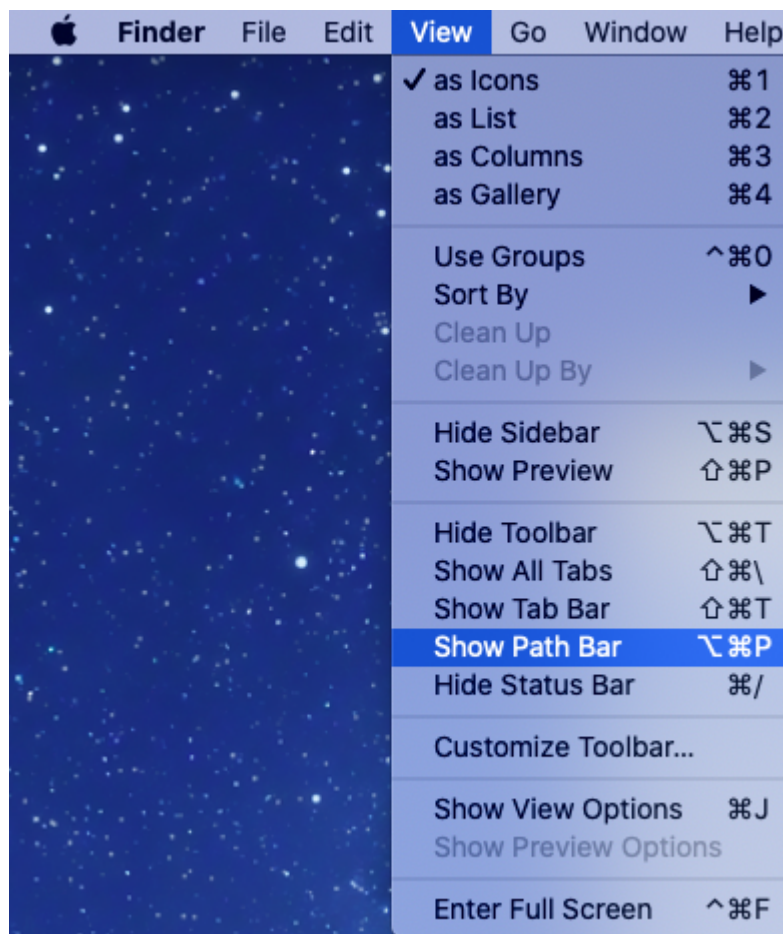 Finder File Edit View Go Window Help
✓ as Icons ⌘1
as List ⌘2
as Columns ⌘3
as Gallery ⌘4
Use Groups ^⌘0
Sort By ▶
Clean Up
Clean Up By ▶
Hide Sidebar ⌥⌘S
Show Preview ⇧⌘P
Hide Toolbar ⌥⌘T
Show All Tabs ⇧⌘\
Show Tab Bar ⇧⌘T
Show Path Bar ⌥⌘P
Hide Status Bar ⌘/
Customize Toolbar...
Show View Options ⌘J
Show Preview Options
Enter Full Screen ^⌘F